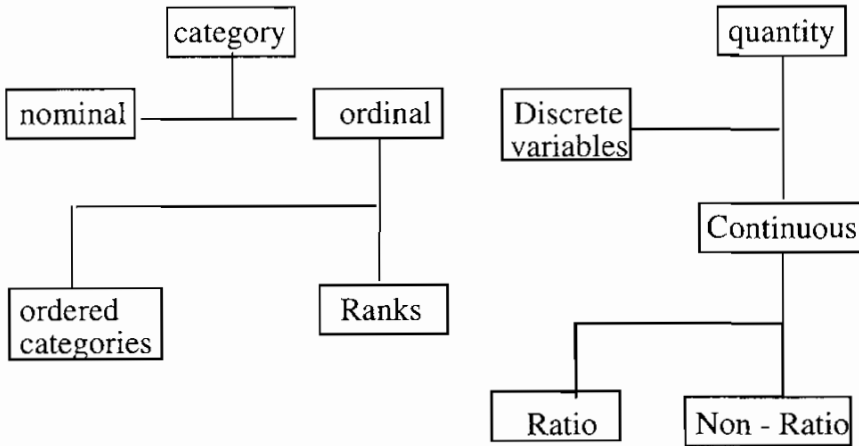 category
nominal
ordinal
ordered
categories
Ranks
quantity
Discrete
variables
Continuous
Ratio
Non - Ratio